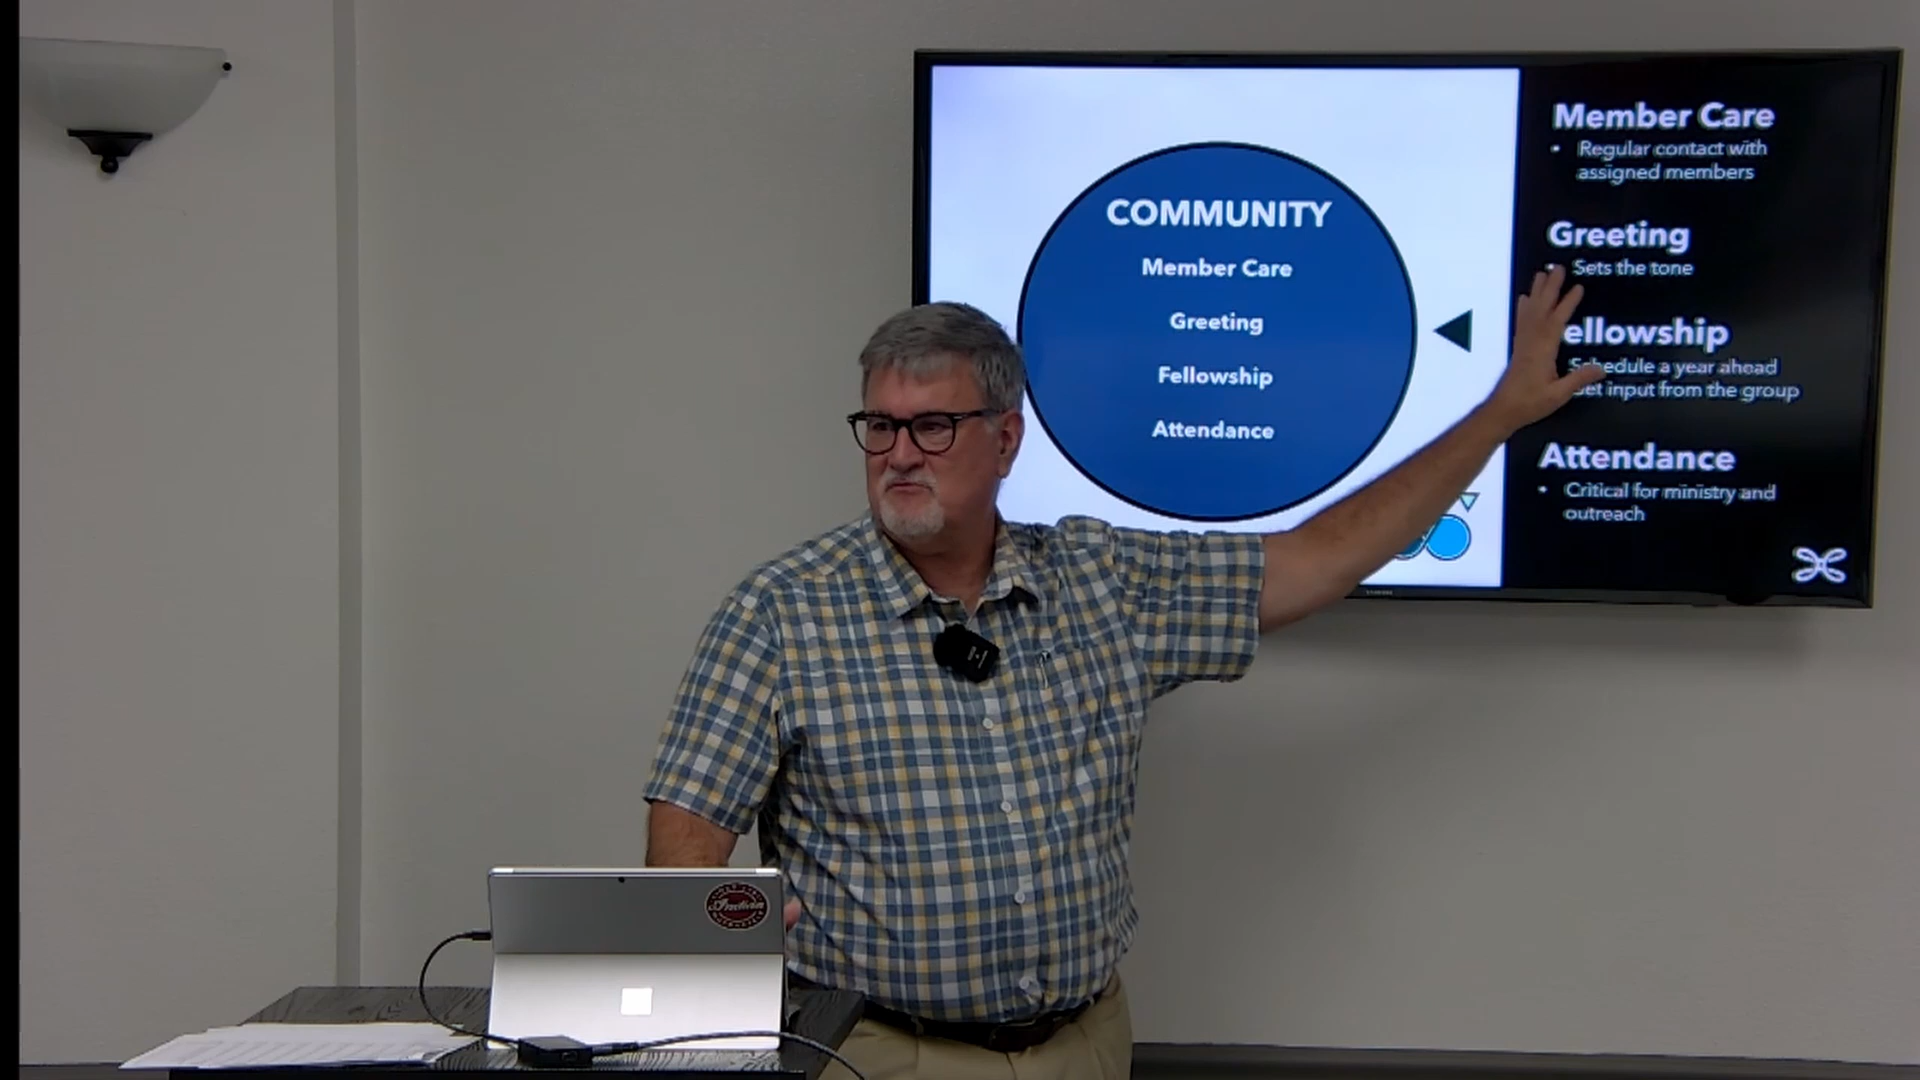 COMMUNITY
Member Care
Greeting
Fellowship
Attendance
Member Care
• Regular contact with
assigned members
Greeting
• Sets the tone
ellowship
Schedule a year ahead
et input from the group
Attendance
• Critical for ministry and
outreach